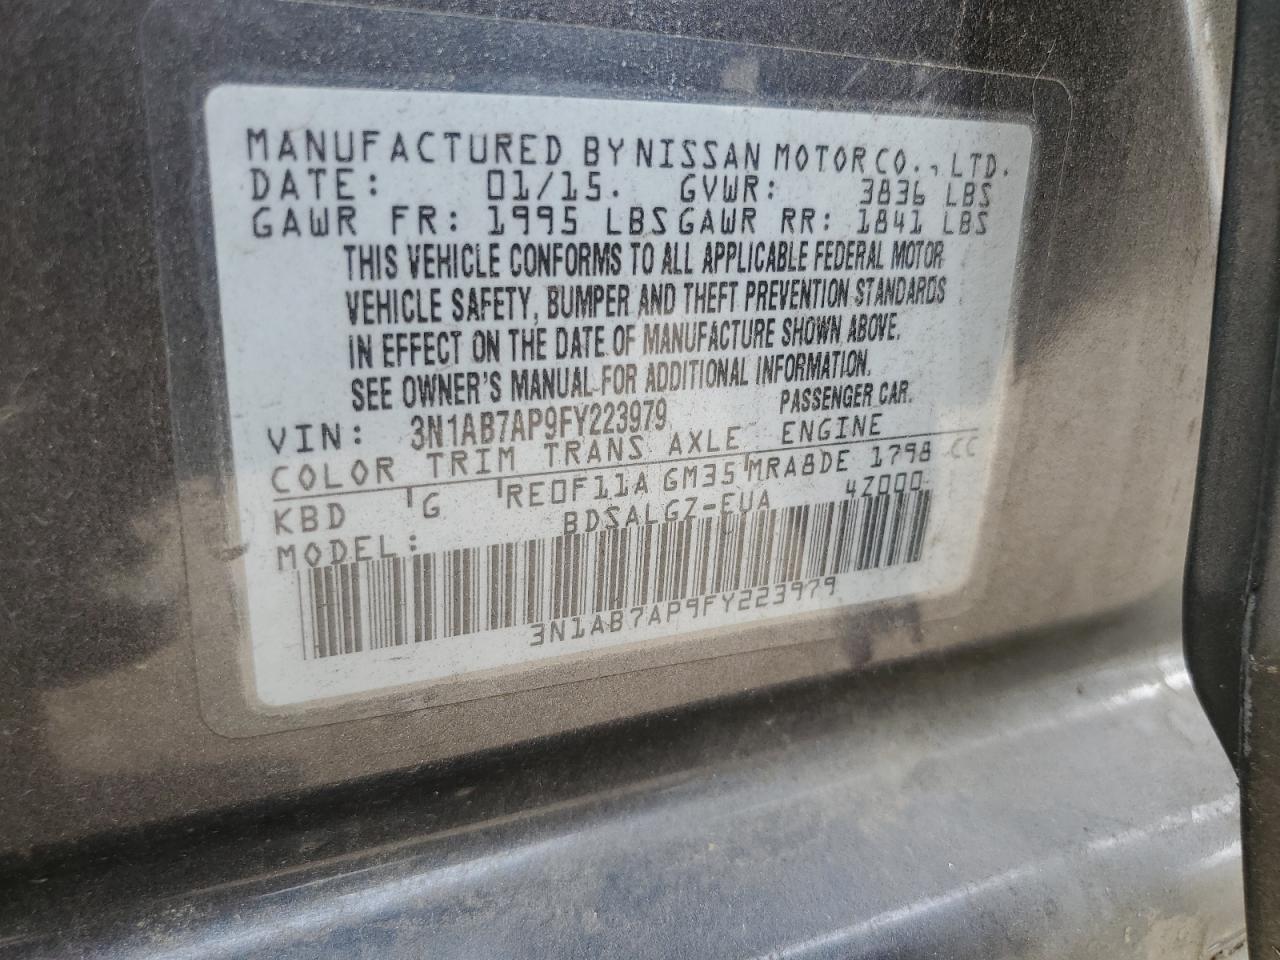 MANUFACTURED BY NISSAN MOTOR CO., LTD.
DATE: 01/15. GVWR: 3836 LBS
GAWR FR: 1995 LBS GAWR RR: 1841 LBS
THIS VEHICLE CONFORMS TO ALL APPLICABLE FEDERAL MOTOR
VEHICLE SAFETY, BUMPER AND THEFT PREVENTION STANDARDS
IN EFFECT ON THE DATE OF MANUFACTURE SHOWN ABOVE.
SEE OWNER'S MANUAL FOR ADDITIONAL INFORMATION.
VIN: 3N1AB7AP9FY223979 PASSENGER CAR.
COLOR TRIM TRANS AXLE ENGINE
KBD G RE0F11A GM35 MRA8DE 1798 CC
MODEL: BDSALGZ-EUA 4Z000
3N1AB7AP9FY223979